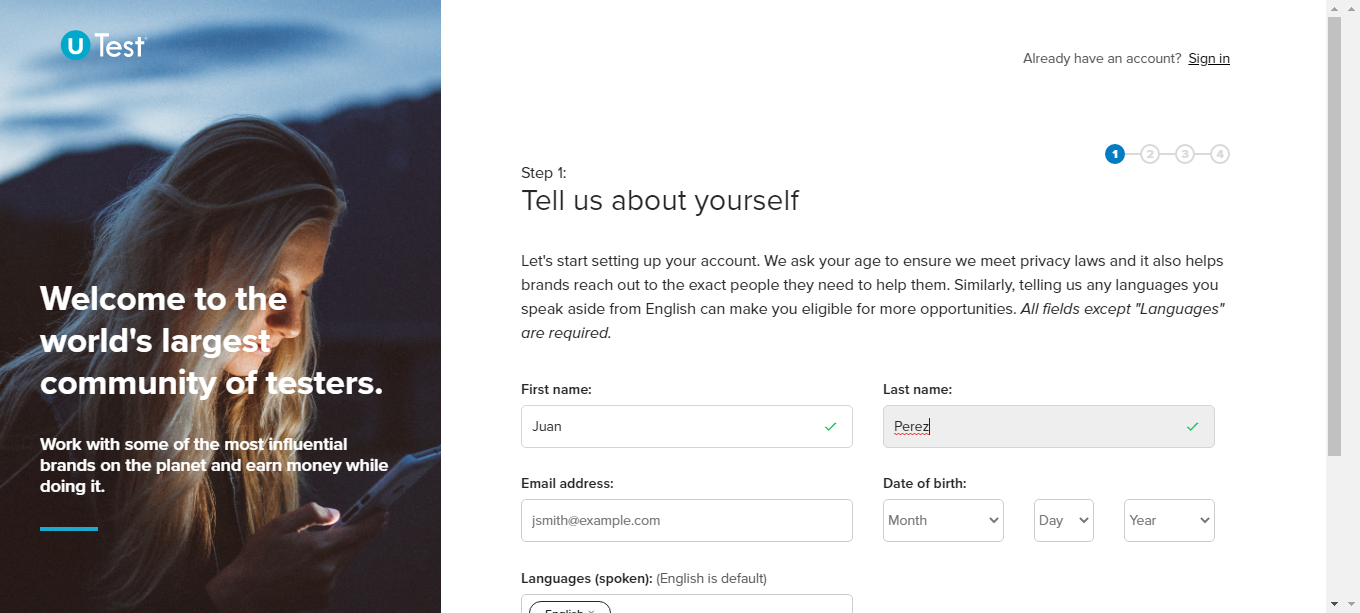 U Test
Already have an account? Sign in
1 2 3 4
Step 1:
Tell us about yourself
Let's start setting up your account. We ask your age to ensure we meet privacy laws and it also helps
brands reach out to the exact people they need to help them. Similarly, telling us any languages you
speak aside from English can make you eligible for more opportunities. All fields except "Languages"
are required.
Welcome to the
world's largest
community of testers.
Work with some of the most influential
brands on the planet and earn money while
doing it.
First name: Last name:
Juan Perez
Email address: Date of birth:
jsmith@example.com Month Day Year
Languages (spoken): (English is default)
English ×